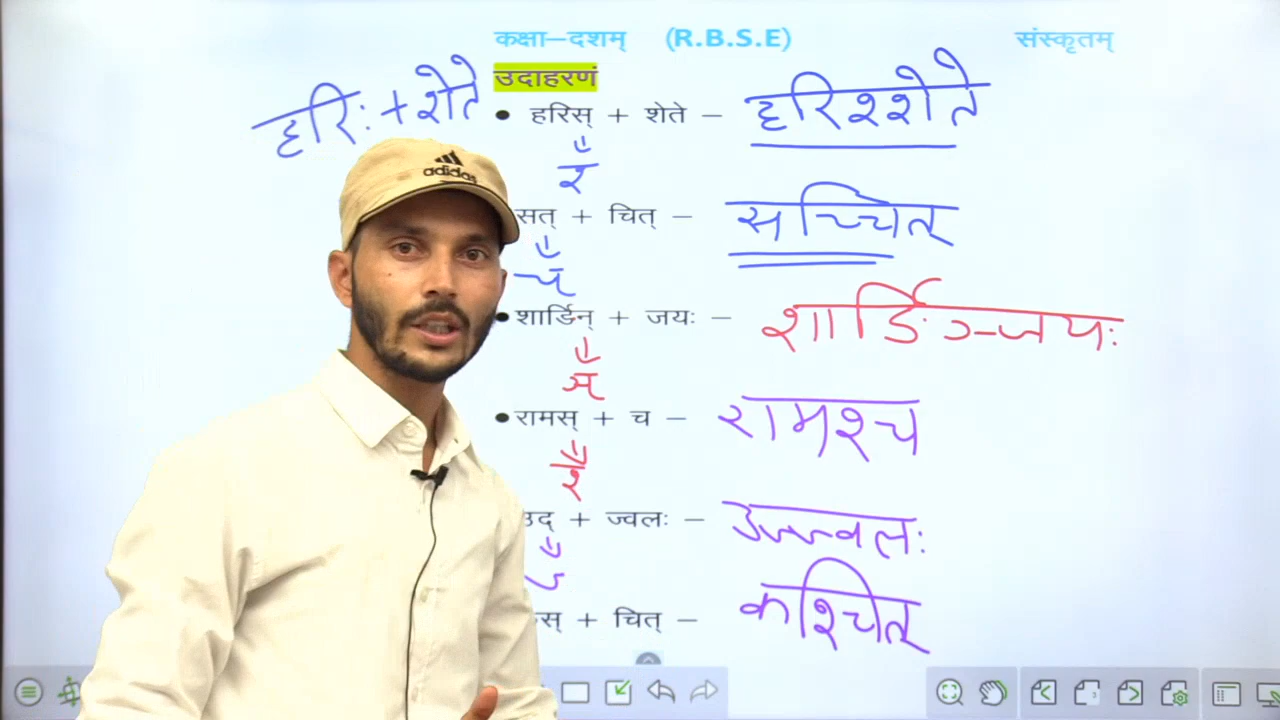 कक्षा–दशम् (R.B.S.E) संस्कृतम्
उदाहरणं
हरिः + शेते
• हरिस् + शेते – हरिश्शेते
श्
सत् + चित् – सच्चित्
च्
• शार्डिन् + जयः – शार्ङिञ्जयः
ञ्
• रामस् + च – रामश्च
श्
उद् + ज्वलः – उज्ज्वलः
स् + चित् – कश्चित्
adidas